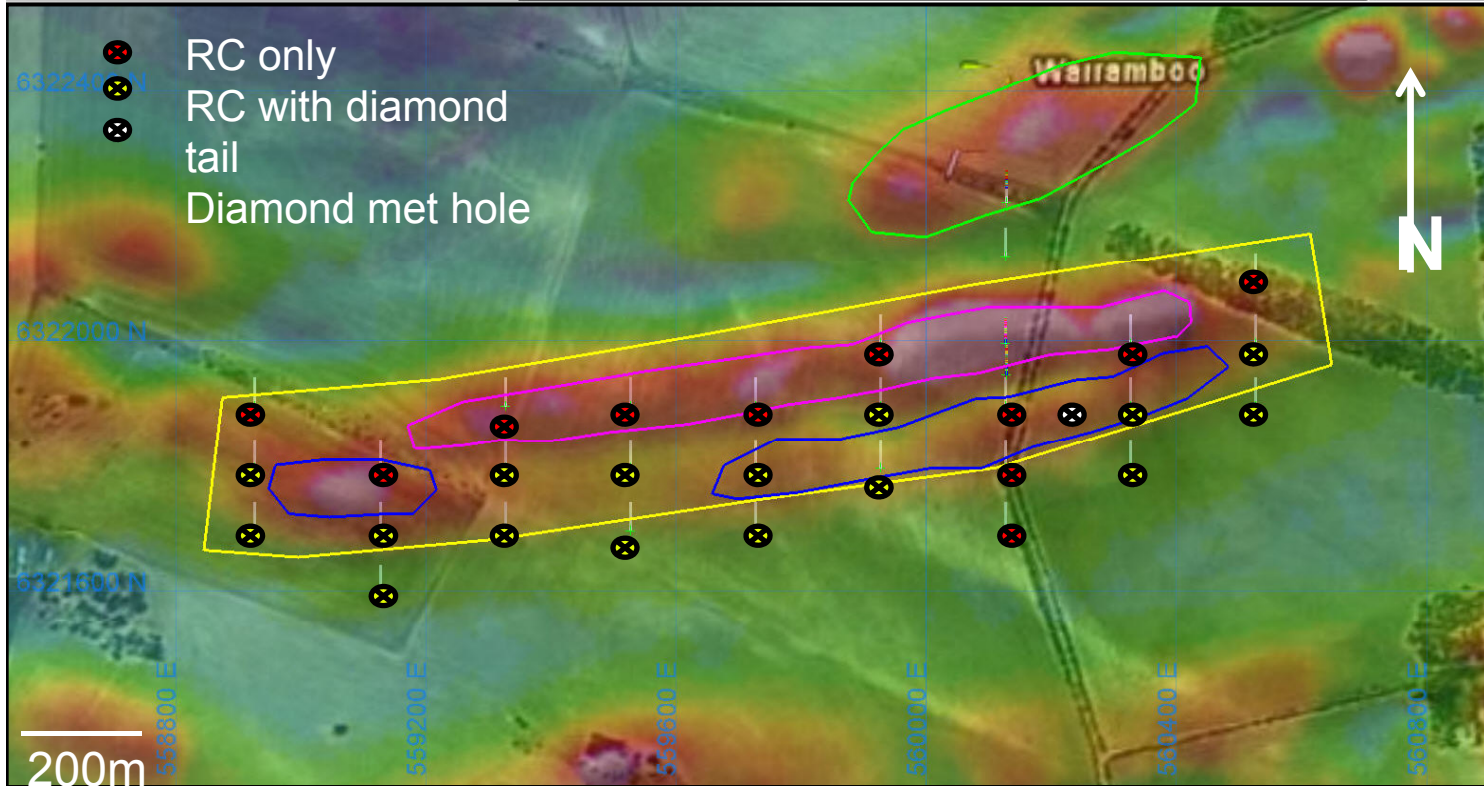 RC only
6322400 N
RC with diamond
tail
Diamond met hole
Warramboo
N
6322000 N
6321600 N
558800 E
559200 E
559600 E
560000 E
560400 E
560800 E
200m